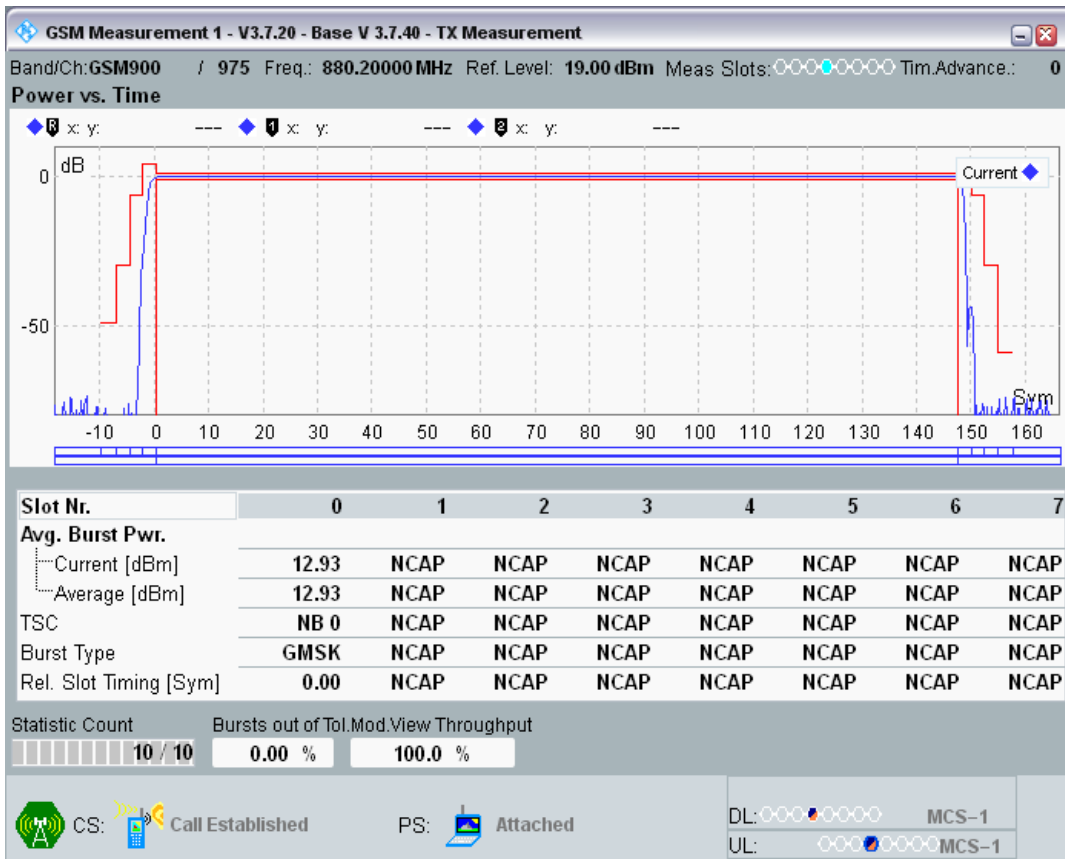 GSM Measurement 1 - V3.7.20 - Base V 3.7.40 - TX Measurement
Band/Ch:GSM900 / 975 Freq.: 880.20000 MHz Ref. Level: 19.00 dBm Meas Slots: Tim.Advance.: 0
Power vs. Time
R x: y: --- 1 x: y: --- 2 x: y: ---
dB
Current
0
-50
Sym
-10 0 10 20 30 40 50 60 70 80 90 100 110 120 130 140 150 160
Slot Nr. 0 1 2 3 4 5 6 7
Avg. Burst Pwr.
Current [dBm] 12.93 NCAP NCAP NCAP NCAP NCAP NCAP NCAP
Average [dBm] 12.93 NCAP NCAP NCAP NCAP NCAP NCAP NCAP
TSC NB 0 NCAP NCAP NCAP NCAP NCAP NCAP NCAP
Burst Type GMSK NCAP NCAP NCAP NCAP NCAP NCAP NCAP
Rel. Slot Timing [Sym] 0.00 NCAP NCAP NCAP NCAP NCAP NCAP NCAP
Statistic Count Bursts out of Tol.Mod.View Throughput
10 / 10 0.00 % 100.0 %
CS: Call Established PS: Attached
DL: MCS-1
UL: MCS-1